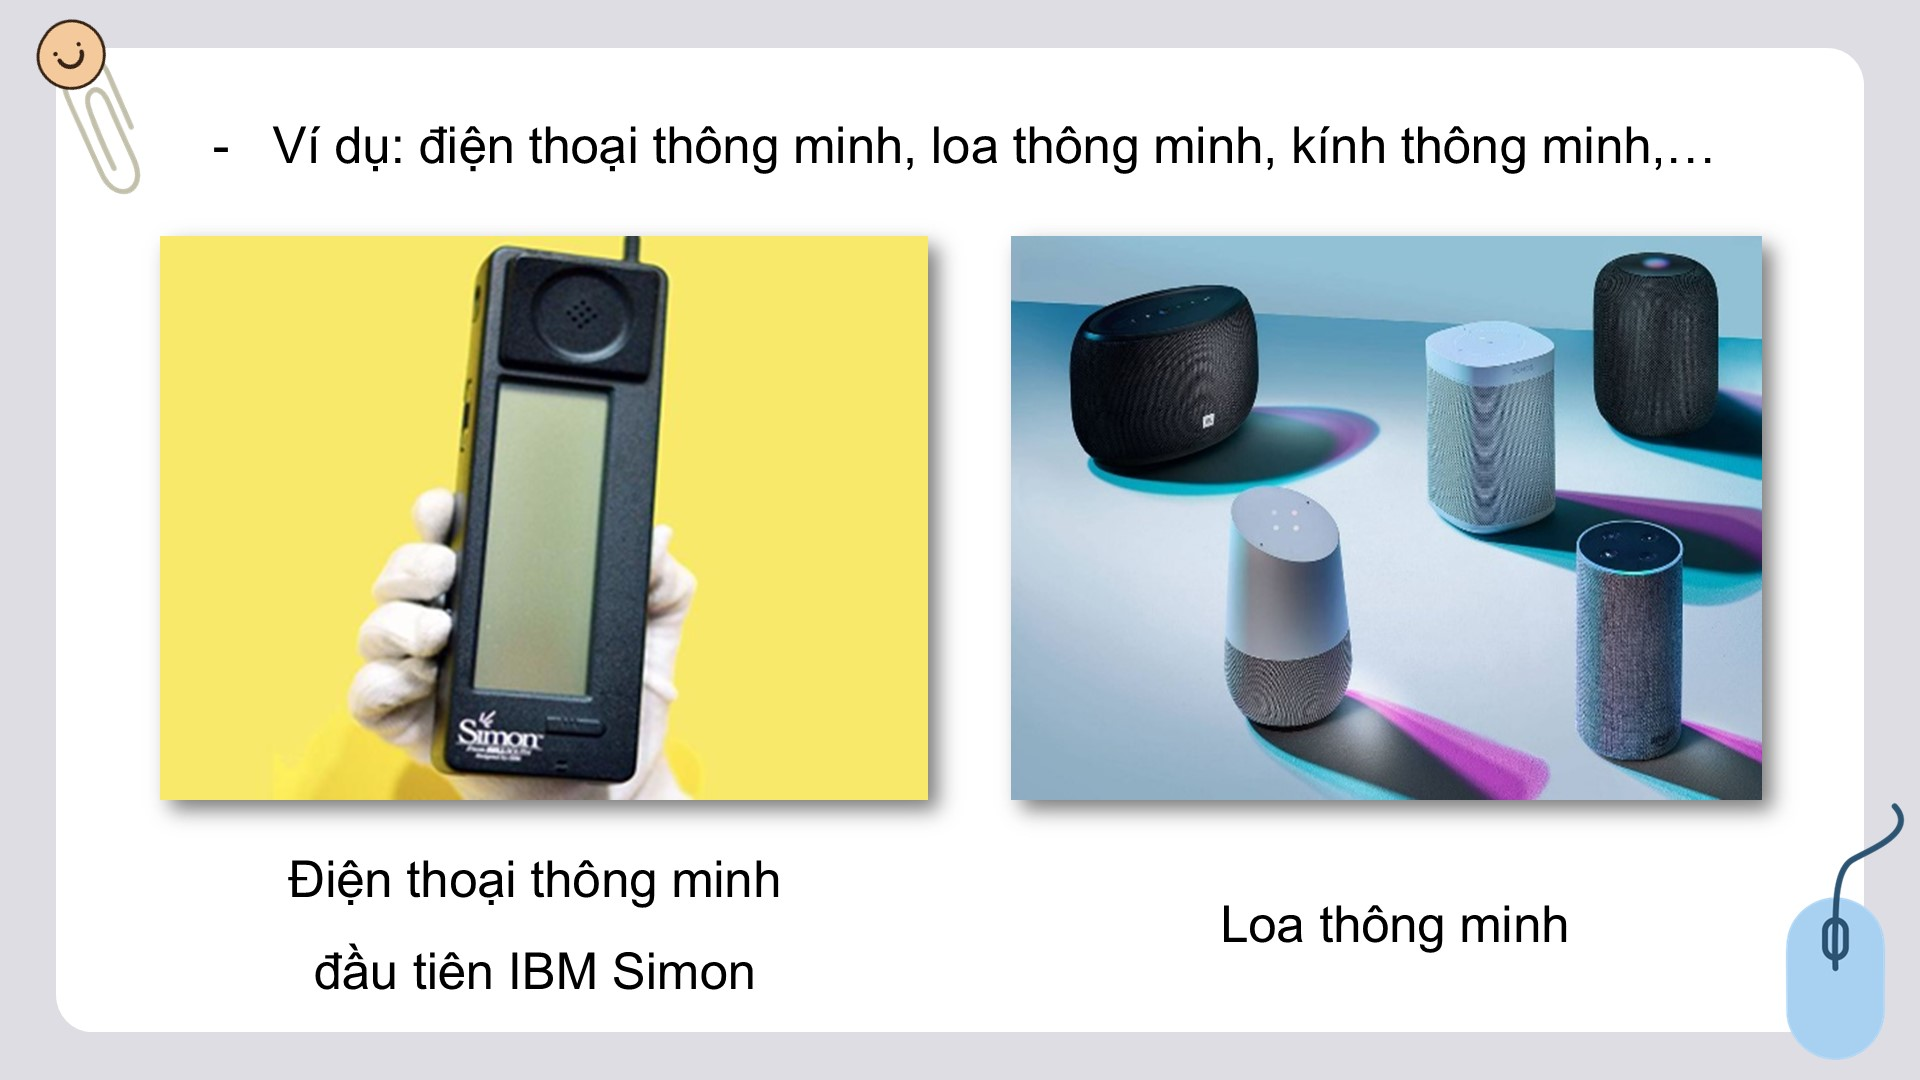 - Ví dụ: điện thoại thông minh, loa thông minh, kính thông minh,…
Simon
SONOS
Điện thoại thông minh
đầu tiên IBM Simon
Loa thông minh